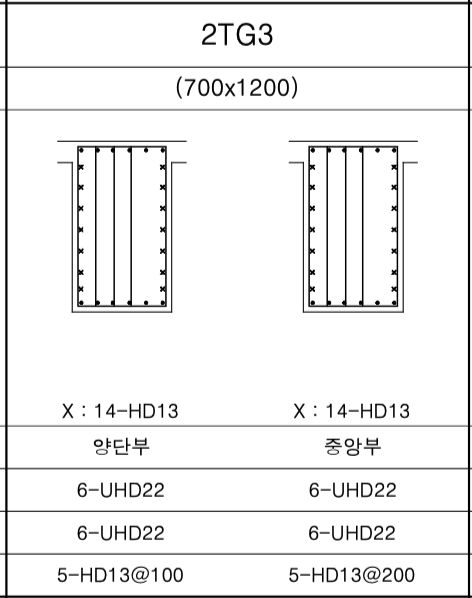 2TG3
(700x1200)
X : 14-HD13 X : 14-HD13
양단부 중앙부
6-UHD22 6-UHD22
6-UHD22 6-UHD22
5-HD13@100 5-HD13@200